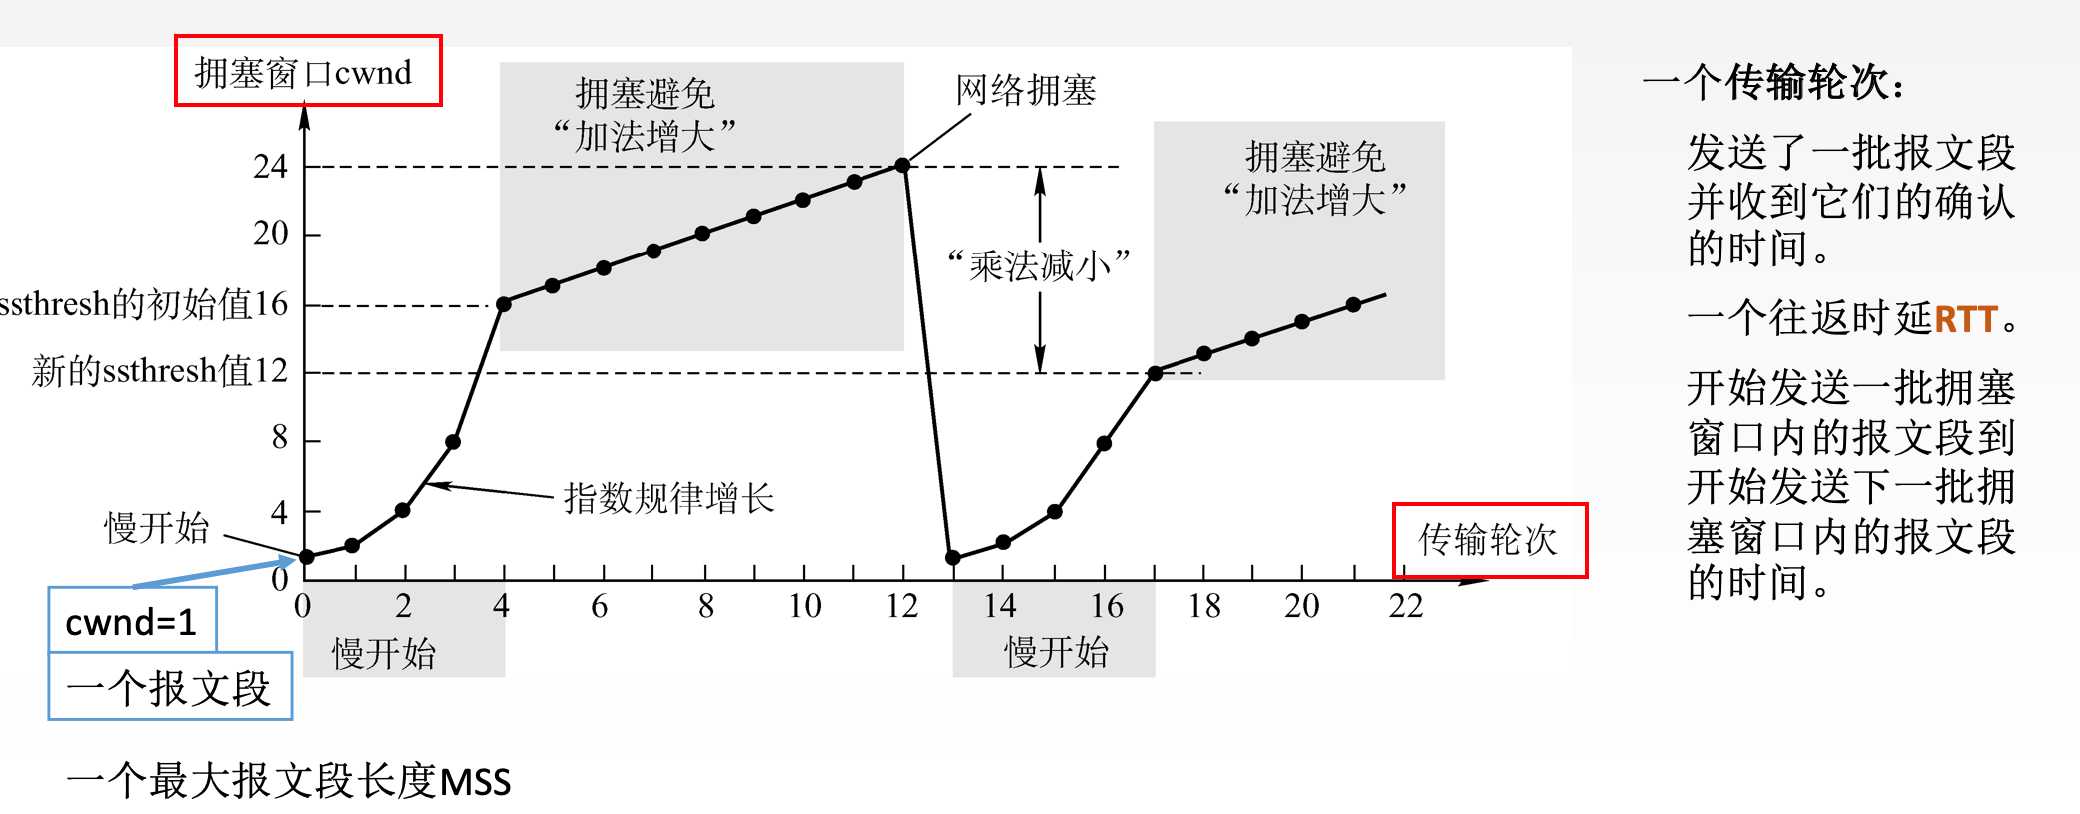 拥塞窗口cwnd
拥塞避免
“加法增大”
网络拥塞
24
20
ssthresh的初始值16
新的ssthresh值12
8
4
0
“乘法减小”
拥塞避免
“加法增大”
指数规律增长
慢开始
传输轮次
0 2 4 6 8 10 12 14 16 18 20 22
慢开始
慢开始
cwnd=1
一个报文段
一个最大报文段长度MSS
一个传输轮次：
发送了一批报文段
并收到它们的确认
的时间。
一个往返时延RTT。
开始发送一批拥塞
窗口内的报文段到
开始发送下一批拥
塞窗口内的报文段
的时间。